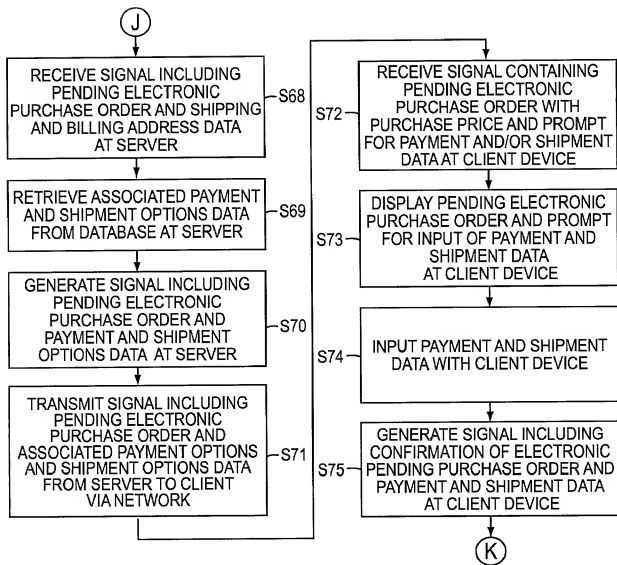 J
RECEIVE SIGNAL INCLUDING
PENDING ELECTRONIC
PURCHASE ORDER AND SHIPPING
AND BILLING ADDRESS DATA
AT SERVER
S68
RETRIEVE ASSOCIATED PAYMENT
AND SHIPMENT OPTIONS DATA
FROM DATABASE AT SERVER
S69
GENERATE SIGNAL INCLUDING
PENDING ELECTRONIC
PURCHASE ORDER AND
PAYMENT AND SHIPMENT
OPTIONS DATA AT SERVER
S70
TRANSMIT SIGNAL INCLUDING
PENDING ELECTRONIC
PURCHASE ORDER AND
ASSOCIATED PAYMENT OPTIONS
AND SHIPMENT OPTIONS DATA
FROM SERVER TO CLIENT
VIA NETWORK
S71
RECEIVE SIGNAL CONTAINING
PENDING ELECTRONIC
PURCHASE ORDER WITH
PURCHASE PRICE AND PROMPT
FOR PAYMENT AND/OR SHIPMENT
DATA AT CLIENT DEVICE
S72
DISPLAY PENDING ELECTRONIC
PURCHASE ORDER AND PROMPT
FOR INPUT OF PAYMENT AND
SHIPMENT DATA
AT CLIENT DEVICE
S73
INPUT PAYMENT AND SHIPMENT
DATA WITH CLIENT DEVICE
S74
GENERATE SIGNAL INCLUDING
CONFIRMATION OF ELECTRONIC
PENDING PURCHASE ORDER AND
PAYMENT AND SHIPMENT DATA
AT CLIENT DEVICE
S75
K